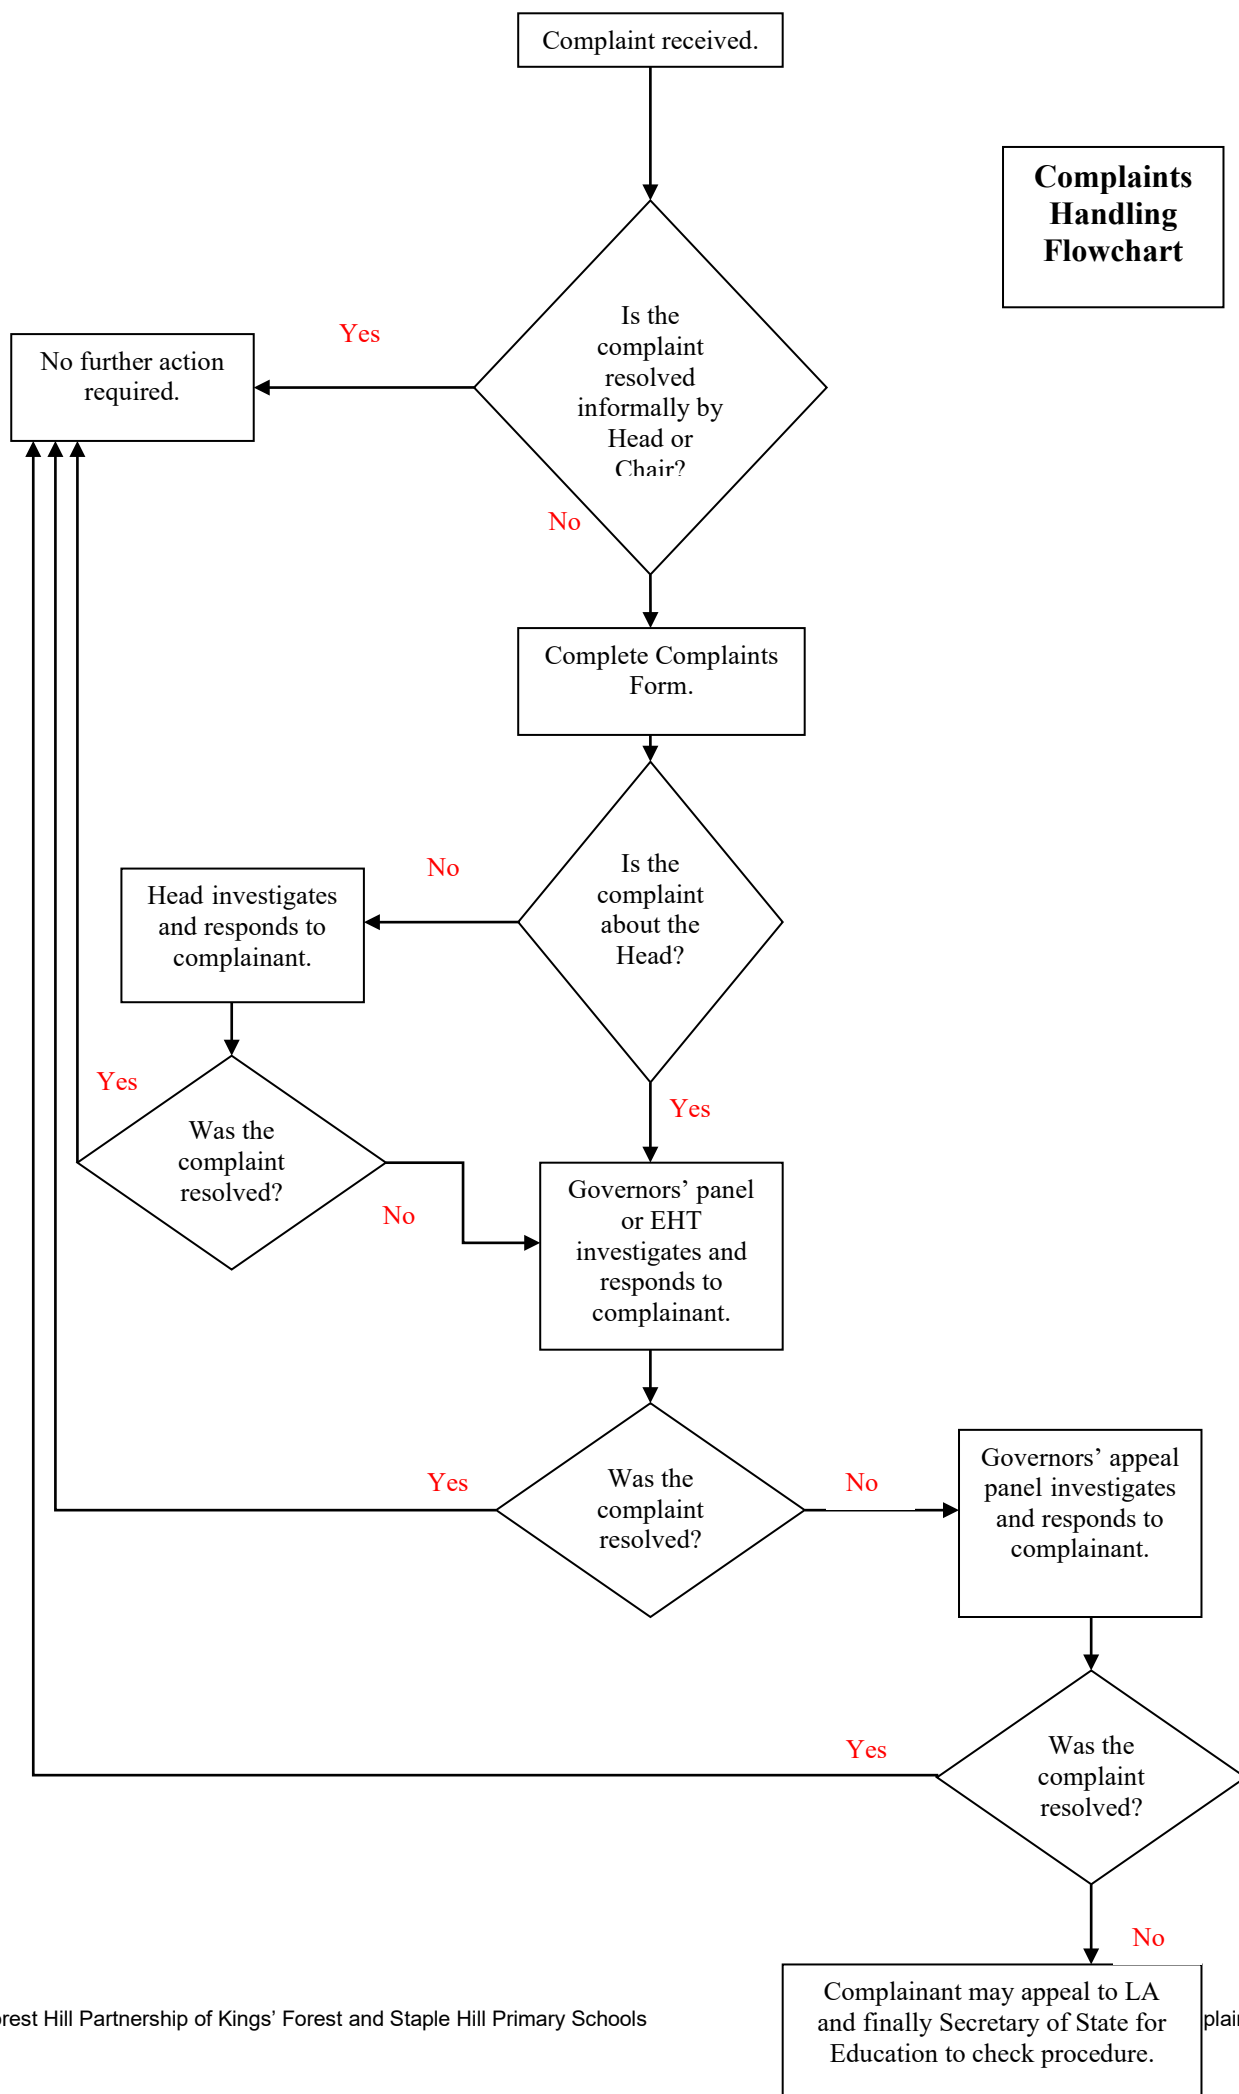 Complaint received.
Complaints
Handling
Flowchart
Is the
complaint
resolved
informally by
Head or
Chair?
Yes
No further action
required.
No
Complete Complaints
Form.
Is the
complaint
about the
Head?
No
Head investigates
and responds to
complainant.
Yes
Was the
complaint
resolved?
Yes
No
Governors’ panel
or EHT
investigates and
responds to
complainant.
Was the
complaint
resolved?
Yes
No
Governors’ appeal
panel investigates
and responds to
complainant.
Was the
complaint
resolved?
Yes
No
Complainant may appeal to LA
and finally Secretary of State for
Education to check procedure.
Hill Partnership of Kings’ Forest and Staple Hill Primary Schools